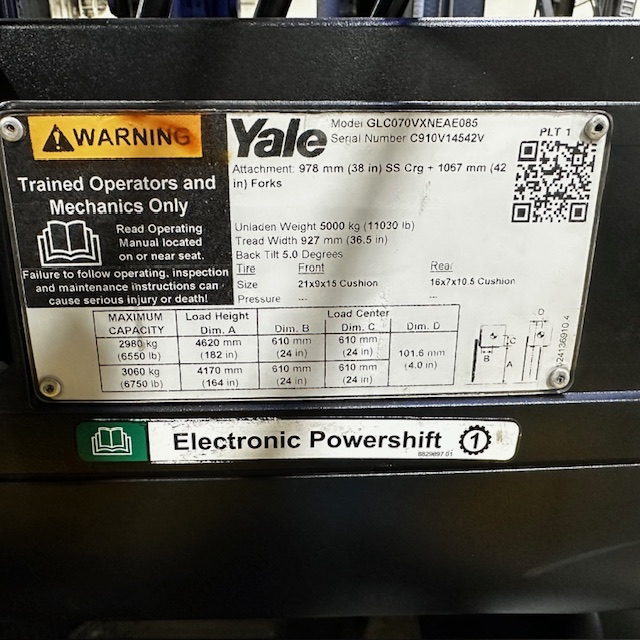 WARNING
Trained Operators and
Mechanics Only
Read Operating
Manual located
on or near seat.
Failure to follow operating, inspection
and maintenance instructions can
cause serious injury or death!
Yale
Model GLC070VXNEAE085
Serial Number C910V14542V
PLT 1
Attachment: 978 mm (38 in) SS Crg + 1067 mm (42
in) Forks
Unladen Weight 5000 kg (11030 lb)
Tread Width 927 mm (36.5 in)
Back Tilt 5.0 Degrees
Tire Front Rear
Size 21x9x15 Cushion 16x7x10.5 Cushion
Pressure --- ---
MAXIMUM CAPACITY Load Height Dim. A Load Center
Dim. B Dim. C Dim. D
2980 kg 4620 mm 610 mm 610 mm
(6550 lb) (182 in) (24 in) (24 in)
101.6 mm
(4.0 in)
3060 kg 4170 mm 610 mm 610 mm
(6750 lb) (164 in) (24 in) (24 in)
D
C
B
A
524136910 4
Electronic Powershift 1
8829897 01